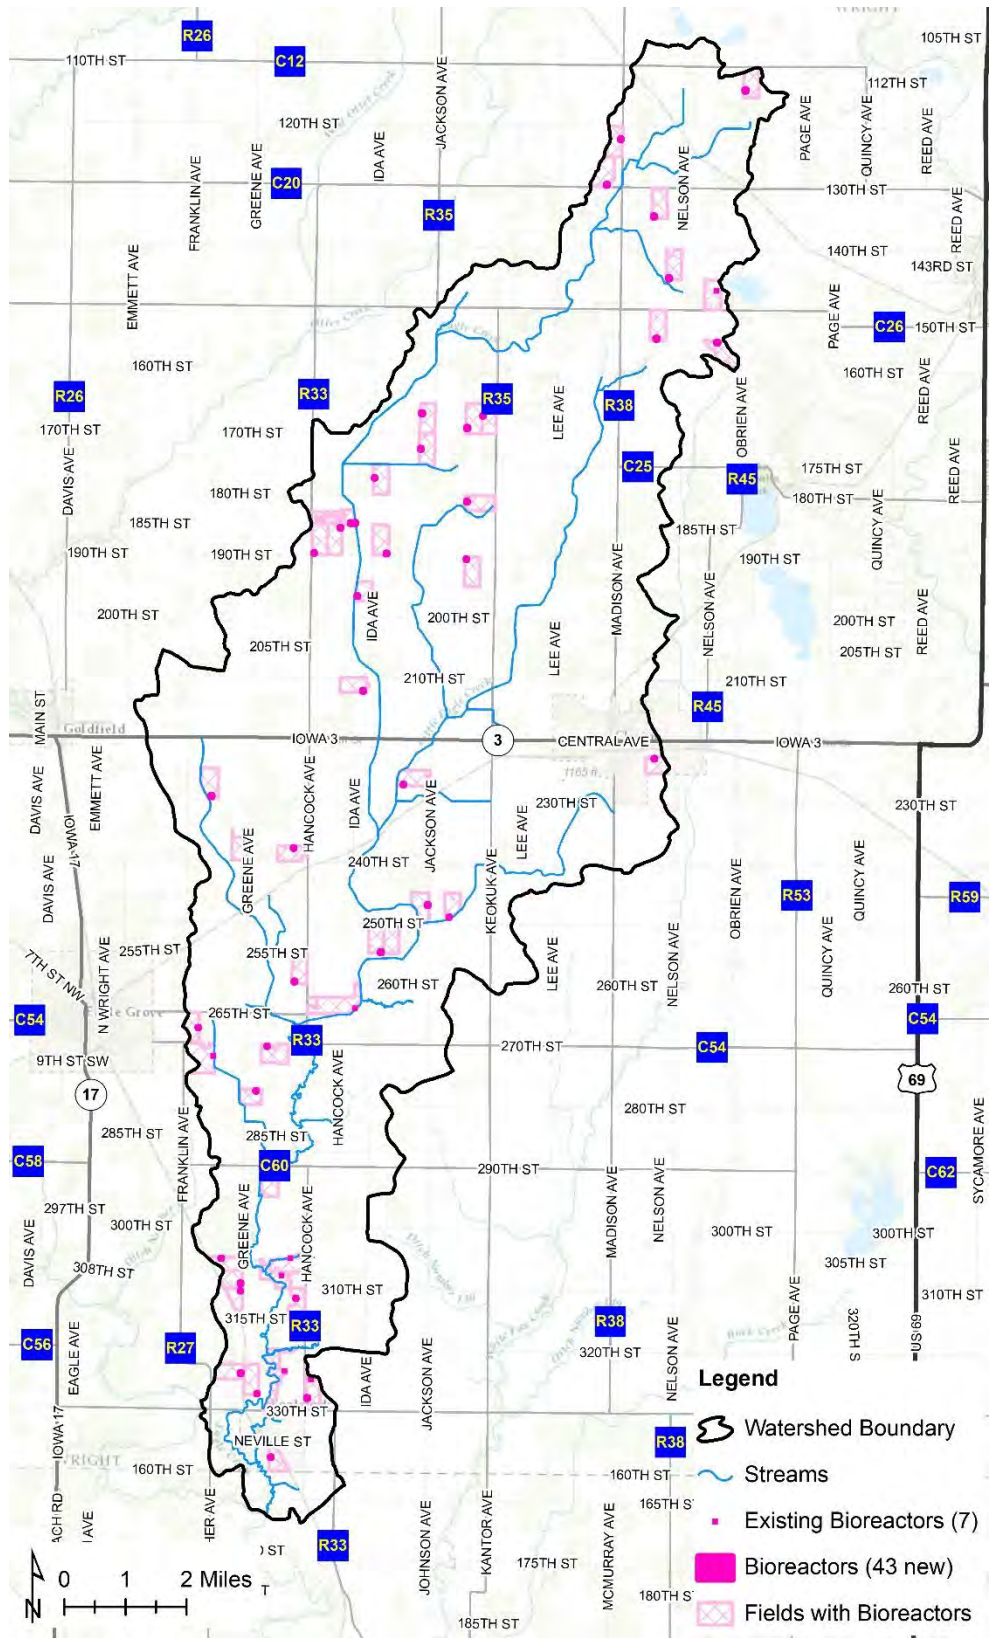 WRIGHT
R26
105TH ST
110TH ST
C12
112TH ST
JACKSON AVE
120TH ST
IDA AVE
PAGE AVE
QUINCY AVE
REED AVE
FRANKLIN AVE
GREENE AVE
C20
NELSON AVE
130TH ST
R35
REED AVE
EMMETT AVE
140TH ST
143RD ST
PAGE AVE
C26
150TH ST
160TH ST
160TH ST
REED AVE
R26
R33
R35
LEE AVE
R38
OBRIEN AVE
170TH ST
170TH ST
DAVIS AVE
C25
R45
175TH ST
REED AVE
180TH ST
180TH ST
185TH ST
185TH ST
QUINCY AVE
190TH ST
190TH ST
190TH ST
MADISON AVE
NELSON AVE
200TH ST
IDA AVE
200TH ST
200TH ST
REED AVE
205TH ST
LEE AVE
205TH ST
210TH ST
210TH ST
MAIN ST
R45
Goldfield
IOWA 3
3
CENTRAL AVE
IOWA 3
1165 ft
DAVIS AVE
EMMETT AVE
IOWA 17
HANCOCK AVE
IDA AVE
JACKSON AVE
230TH ST
230TH ST
LEE AVE
240TH ST
DAVIS AVE
GREENE AVE
KEOKUK AVE
OBRIEN AVE
R53
QUINCY AVE
R59
250TH ST
255TH ST
255TH ST
7TH ST NW
N WRIGHT AVE
LEE AVE
NELSON AVE
QUINCY AVE
260TH ST
260TH ST
260TH ST
C54
Eagle Grove
265TH ST
R33
C54
C54
270TH ST
9TH ST SW
HANCOCK AVE
69
17
280TH ST
285TH ST
285TH ST
FRANKLIN AVE
SYCAMORE AVE
C58
C60
290TH ST
C62
297TH ST
GREENE AVE
HANCOCK AVE
MADISON AVE
NELSON AVE
300TH ST
300TH ST
300TH ST
DAVIS AVE
308TH ST
305TH ST
310TH ST
310TH ST
PAGE AVE
315TH ST
R33
R38
C56
R27
320TH ST
320TH S
EAGLE AVE
IDA AVE
JACKSON AVE
NELSON AVE
Legend
330TH ST
IOWA 17
Watershed Boundary
NEVILLE ST
R38
WRIGHT
160TH ST
160TH ST
Streams
165TH S
Existing Bioreactors (7)
JOHNSON AVE
KANTOR AVE
MCMURRAY AVE
R33
175TH ST
Bioreactors (43 new)
0 1 2 Miles
180TH S
Fields with Bioreactors
N
185TH ST